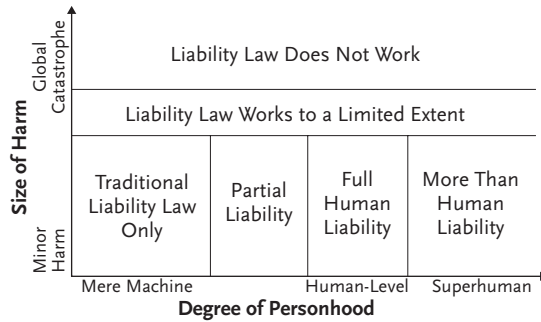 Liability Law Does Not Work
Liability Law Works to a Limited Extent
Traditional
Liability Law
Only
Partial
Liability
Full
Human
Liability
More Than
Human
Liability
Size of Harm
Global
Catastrophe
Minor
Harm
Mere Machine
Human-Level
Superhuman
Degree of Personhood